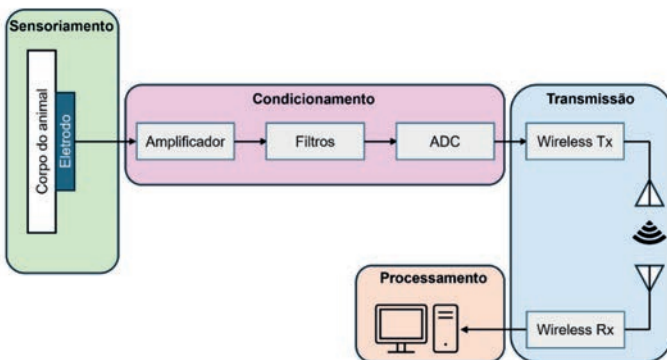 Sensoriamento
Corpo do animal
Eletrodo
Condicionamento
Amplificador
Filtros
ADC
Transmissão
Wireless Tx
Processamento
Wireless Rx